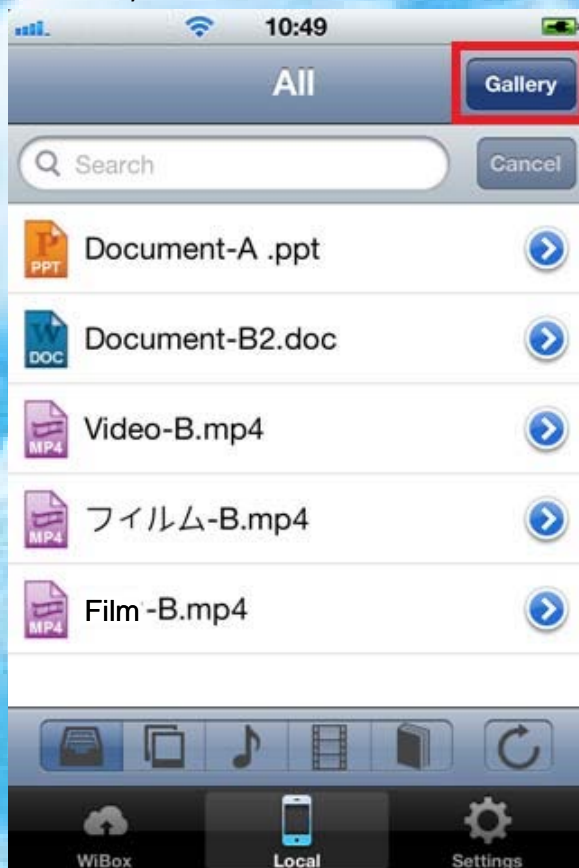 10:49
All
Gallery
Search
Cancel
PPT
Document-A .ppt
DOC
Document-B2.doc
MP4
Video-B.mp4
MP4
フィルム-B.mp4
MP4
Film -B.mp4
WiBox
Local
Settings